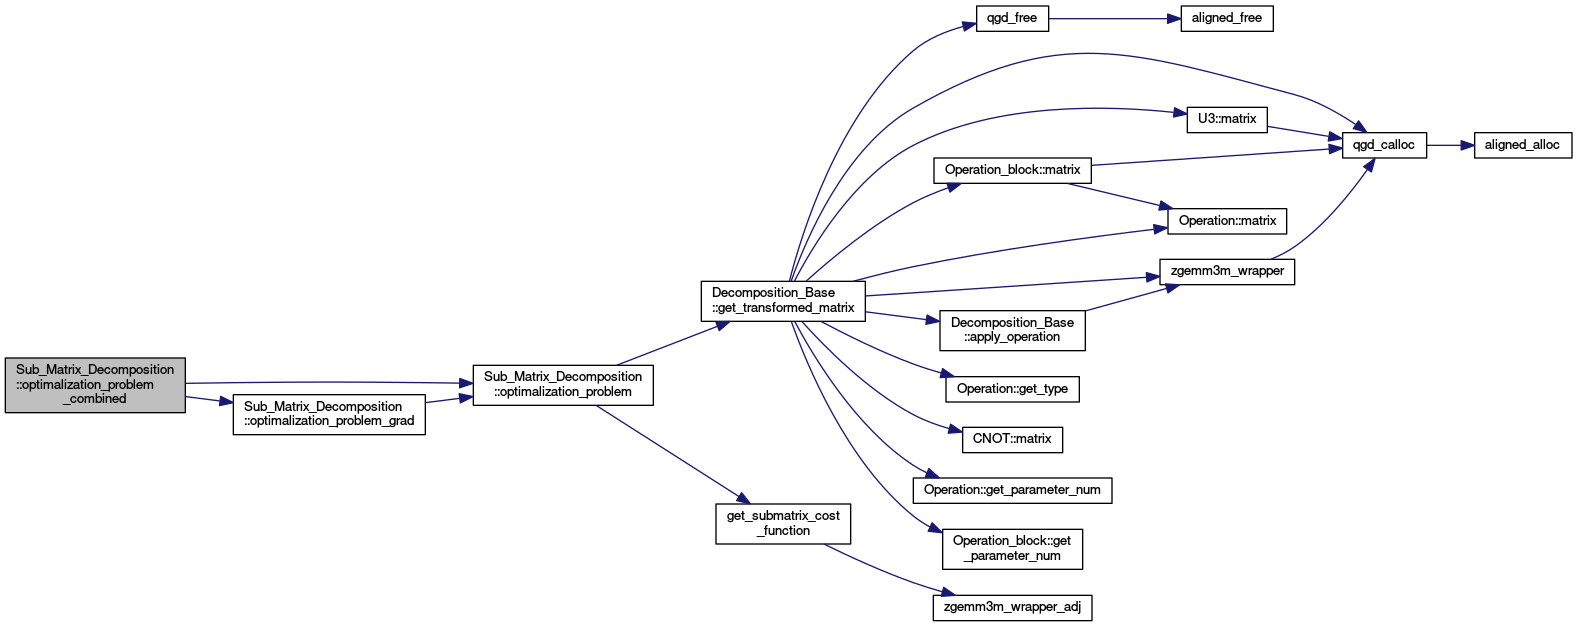 Sub_Matrix_Decomposition
::optimalization_problem
_combined
Sub_Matrix_Decomposition
::optimalization_problem_grad
Sub_Matrix_Decomposition
::optimalization_problem
Decomposition_Base
::get_transformed_matrix
qgd_free
aligned_free
U3::matrix
qgd_calloc
aligned_alloc
Operation_block::matrix
Operation::matrix
zgemm3m_wrapper
Decomposition_Base
::apply_operation
Operation::get_type
CNOT::matrix
Operation::get_parameter_num
Operation_block::get
_parameter_num
get_submatrix_cost
_function
zgemm3m_wrapper_adj